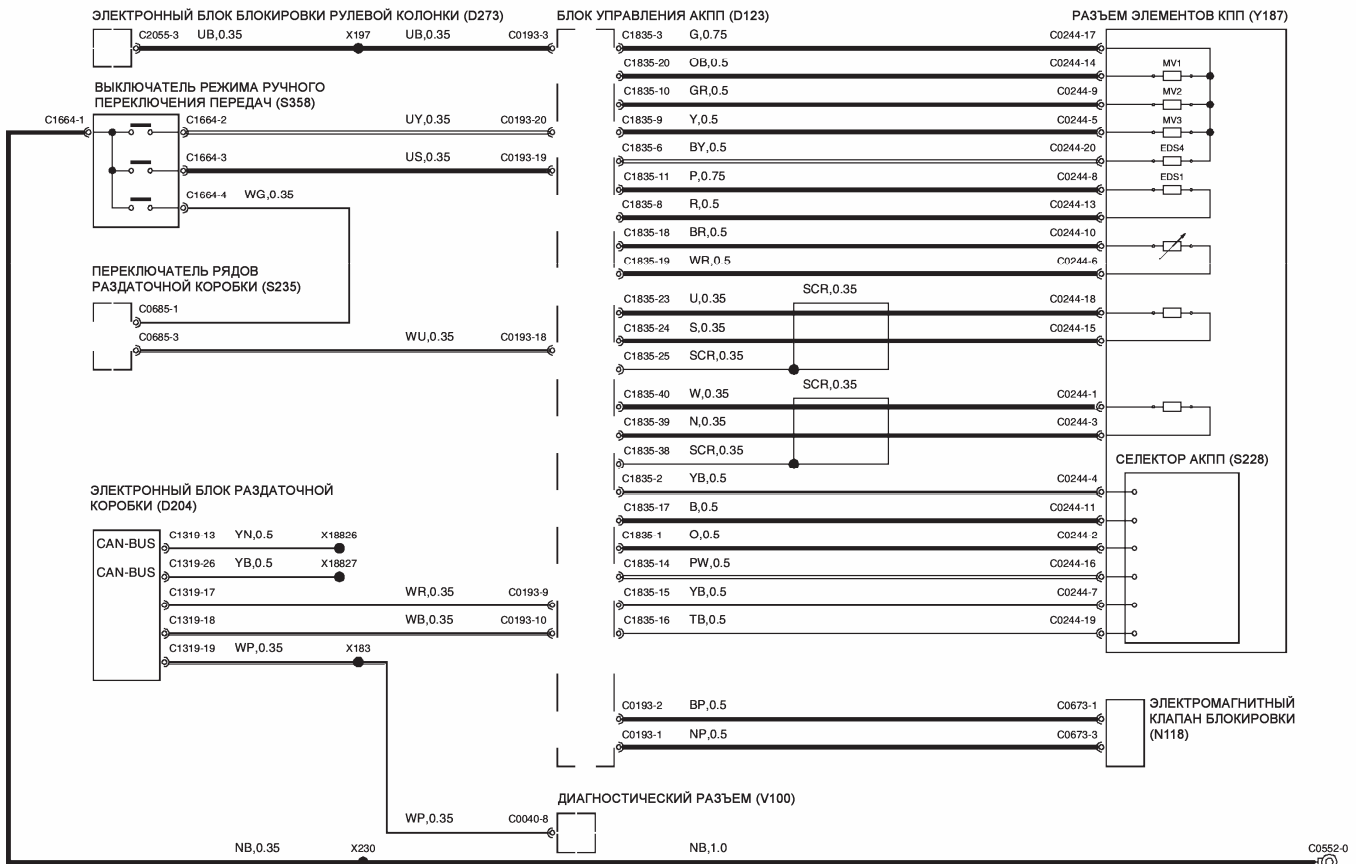 ЭЛЕКТРОННЫЙ БЛОК БЛОКИРОВКИ РУЛЕВОЙ КОЛОНКИ (D273)
C2055-3 UB,0.35 X197 UB,0.35 C0193-3
ВЫКЛЮЧАТЕЛЬ РЕЖИМА РУЧНОГО
ПЕРЕКЛЮЧЕНИЯ ПЕРЕДАЧ (S358)
C1664-1 C1664-2 UY,0.35 C0193-20
C1664-3 US,0.35 C0193-19
C1664-4 WG,0.35
ПЕРЕКЛЮЧАТЕЛЬ РЯДОВ
РАЗДАТОЧНОЙ КОРОБКИ (S235)
C0685-1
C0685-3 WU,0.35 C0193-18
ЭЛЕКТРОННЫЙ БЛОК РАЗДАТОЧНОЙ
КОРОБКИ (D204)
CAN-BUS C1319-13 YN,0.5 X18826
CAN-BUS C1319-26 YB,0.5 X18827
C1319-17 WR,0.35 C0193-9
C1319-18 WB,0.35 C0193-10
C1319-19 WP,0.35 X183
БЛОК УПРАВЛЕНИЯ АКПП (D123)
РАЗЪЕМ ЭЛЕМЕНТОВ КПП (Y187)
C1835-3 G,0.75 C0244-17
C1835-20 OB,0.5 C0244-14 MV1
C1835-10 GR,0.5 C0244-9 MV2
C1835-9 Y,0.5 C0244-5 MV3
C1835-6 BY,0.5 C0244-20 EDS4
C1835-11 P,0.75 C0244-8 EDS1
C1835-8 R,0.5 C0244-13
C1835-18 BR,0.5 C0244-10
C1835-19 WR,0.5 C0244-6
SCR,0.35
C1835-23 U,0.35 C0244-18
C1835-24 S,0.35 C0244-15
C1835-25 SCR,0.35
SCR,0.35
C1835-40 W,0.35 C0244-1
C1835-39 N,0.35 C0244-3
C1835-38 SCR,0.35
СЕЛЕКТОР АКПП (S228)
C1835-2 YB,0.5 C0244-4
C1835-17 B,0.5 C0244-11
C1835-1 O,0.5 C0244-2
C1835-14 PW,0.5 C0244-16
C1835-15 YB,0.5 C0244-7
C1835-16 TB,0.5 C0244-19
C0193-2 BP,0.5 C0673-1
C0193-1 NP,0.5 C0673-3
ЭЛЕКТРОМАГНИТНЫЙ
КЛАПАН БЛОКИРОВКИ
(N118)
ДИАГНОСТИЧЕСКИЙ РАЗЪЕМ (V100)
WP,0.35 C0040-8
NB,0.35 X230 NB,1.0 C0552-0